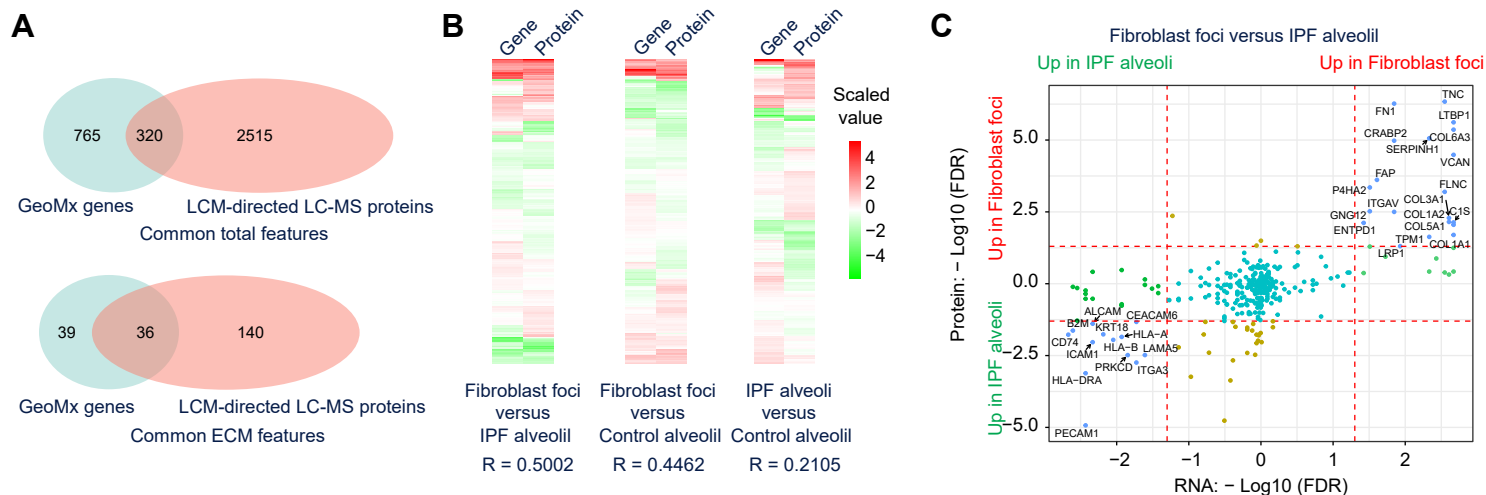 A
765
320
2515
GeoMx genes
LCM-directed LC-MS proteins
Common total features
39
36
140
GeoMx genes
LCM-directed LC-MS proteins
Common ECM features
B
Gene
Protein
Gene
Protein
Gene
Protein
Scaled
value
4
2
0
−2
−4
Fibroblast foci
versus
IPF alveolil
R = 0.5002
Fibroblast foci
versus
Control alveolil
R = 0.4462
IPF alveoli
versus
Control alveolil
R = 0.2105
C
Fibroblast foci versus IPF alveolil
Up in IPF alveoli
Up in Fibroblast foci
Up in Fibroblast foci
Up in IPF alveoli
Protein: − Log10 (FDR)
5.0
2.5
0.0
−2.5
−5.0
TNC
FN1
LTBP1
CRABP2
COL6A3
SERPINH1
VCAN
FAP
P4HA2
FLNC
COL3A1
ITGAV
GNG12
COL1A2
C1S
ENTPD1
COL5A1
TPM1
COL1A1
LRP1
ALCAM
B2M
CEACAM6
KRT18
HLA−A
CD74
HLA−B
LAMA5
ICAM1
PRKCD
ITGA3
HLA−DRA
PECAM1
−2
−1
0
1
2
RNA: − Log10 (FDR)